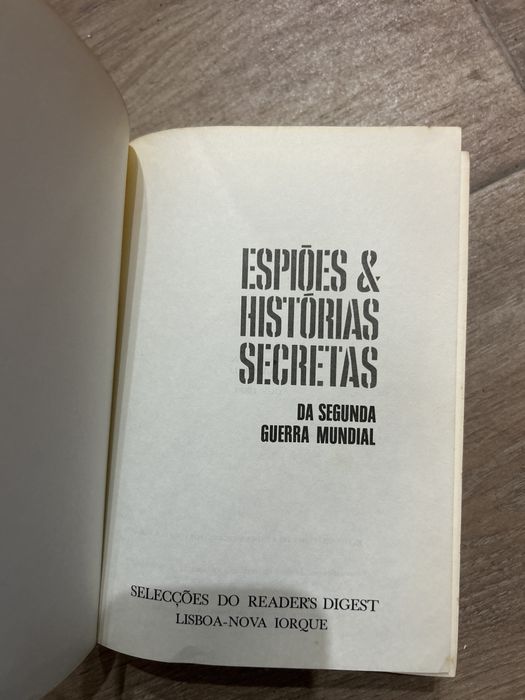 ESPIÕES &
HISTÓRIAS
SECRETAS
DA SEGUNDA
GUERRA MUNDIAL
SELECÇÕES DO READER'S DIGEST
LISBOA-NOVA IORQUE